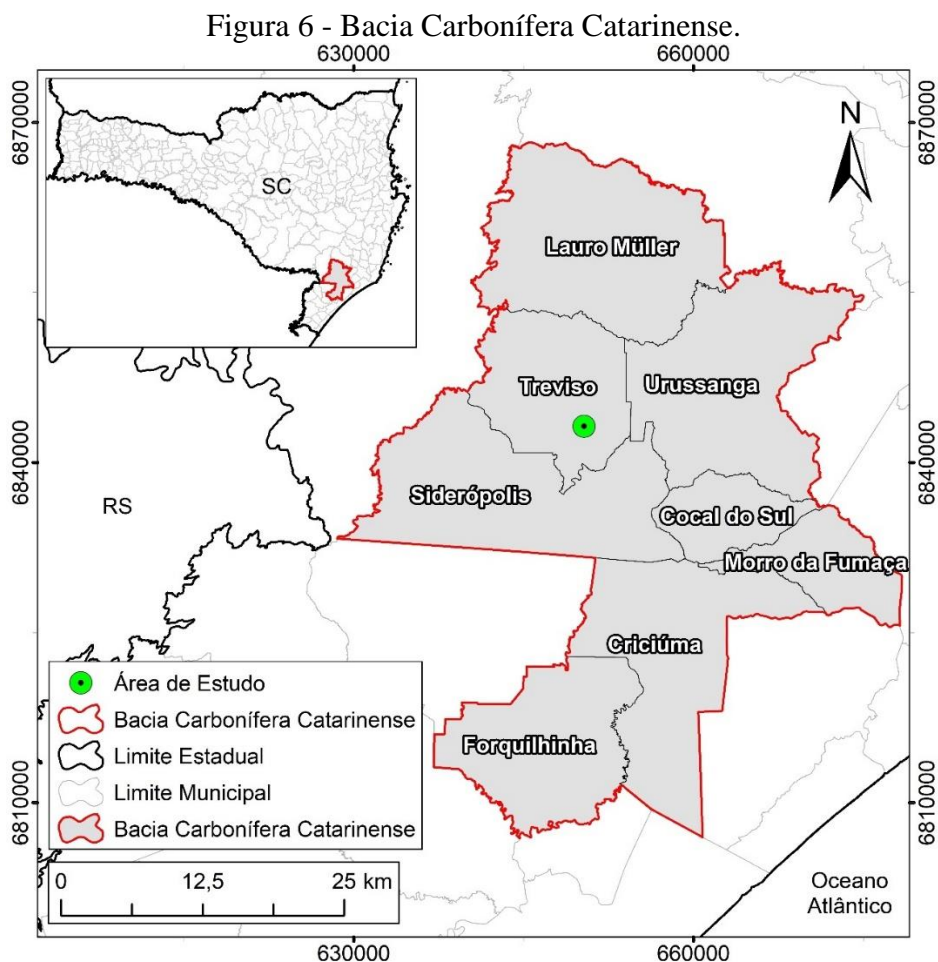 Figura 6 - Bacia Carbonífera Catarinense.
630000
660000
6870000
6870000
N
SC
Lauro Müller
Treviso
Urussanga
6840000
6840000
RS
Siderópolis
Cocal do Sul
Morro da Fumaça
Criciúma
Forquilhinha
Área de Estudo
Bacia Carbonífera Catarinense
Limite Estadual
Limite Municipal
Bacia Carbonífera Catarinense
6810000
6810000
0
12,5
25 km
Oceano
Atlântico
630000
660000